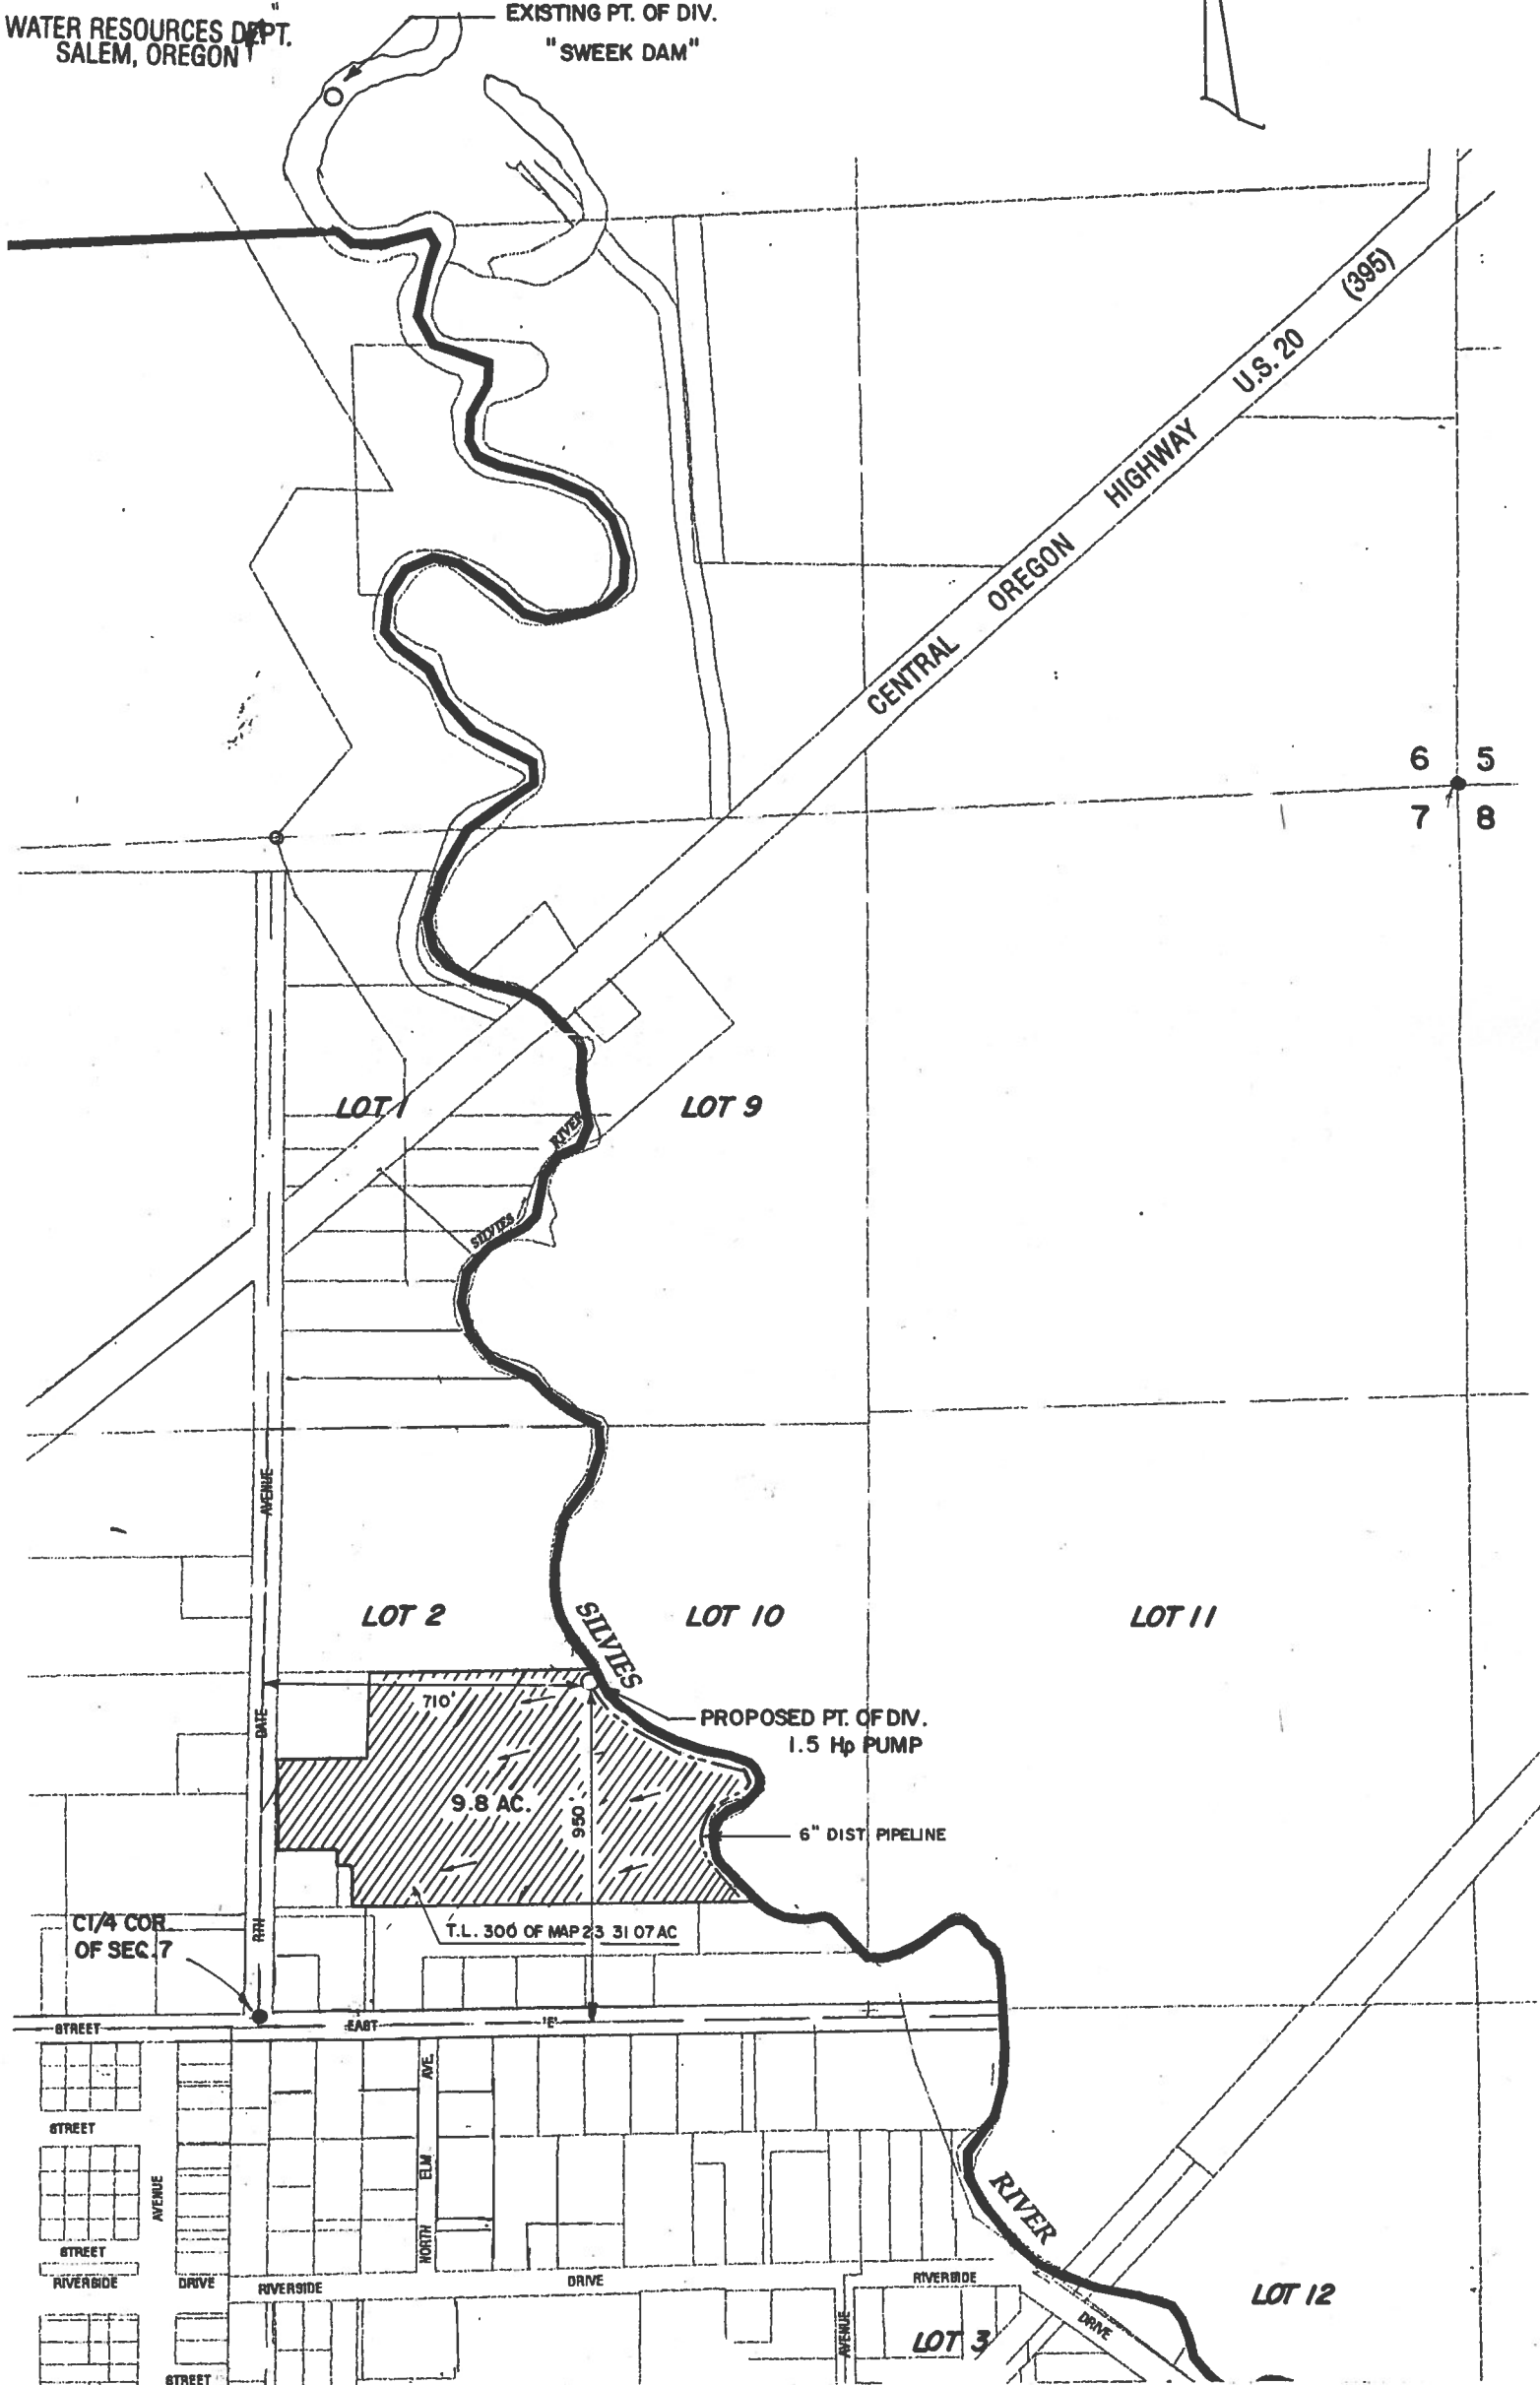 WATER RESOURCES DEPT.
SALEM, OREGON
EXISTING PT. OF DIV.
"SWEEK DAM"
(395)
U.S. 20
HIGHWAY
OREGON
CENTRAL
6 5
7 8
LOT 1
LOT 9
RIVER
SILVIES
AVENUE
LOT 2
LOT 10
LOT 11
SILVIES
710'
PROPOSED PT. OF DIV.
1.5 Hp PUMP
DATE
9.8 AC.
950'
6" DIST. PIPELINE
C1/4 COR.
OF SEC. 7
T.L. 300 OF MAP 23 31 07 AC
STREET
EAST
'E'
AVE.
STREET
ELM
AVENUE
NORTH
RIVER
STREET
RIVERSIDE
DRIVE
RIVERSIDE
DRIVE
RIVERSIDE
LOT 12
DRIVE
AVENUE
LOT 3
STREET